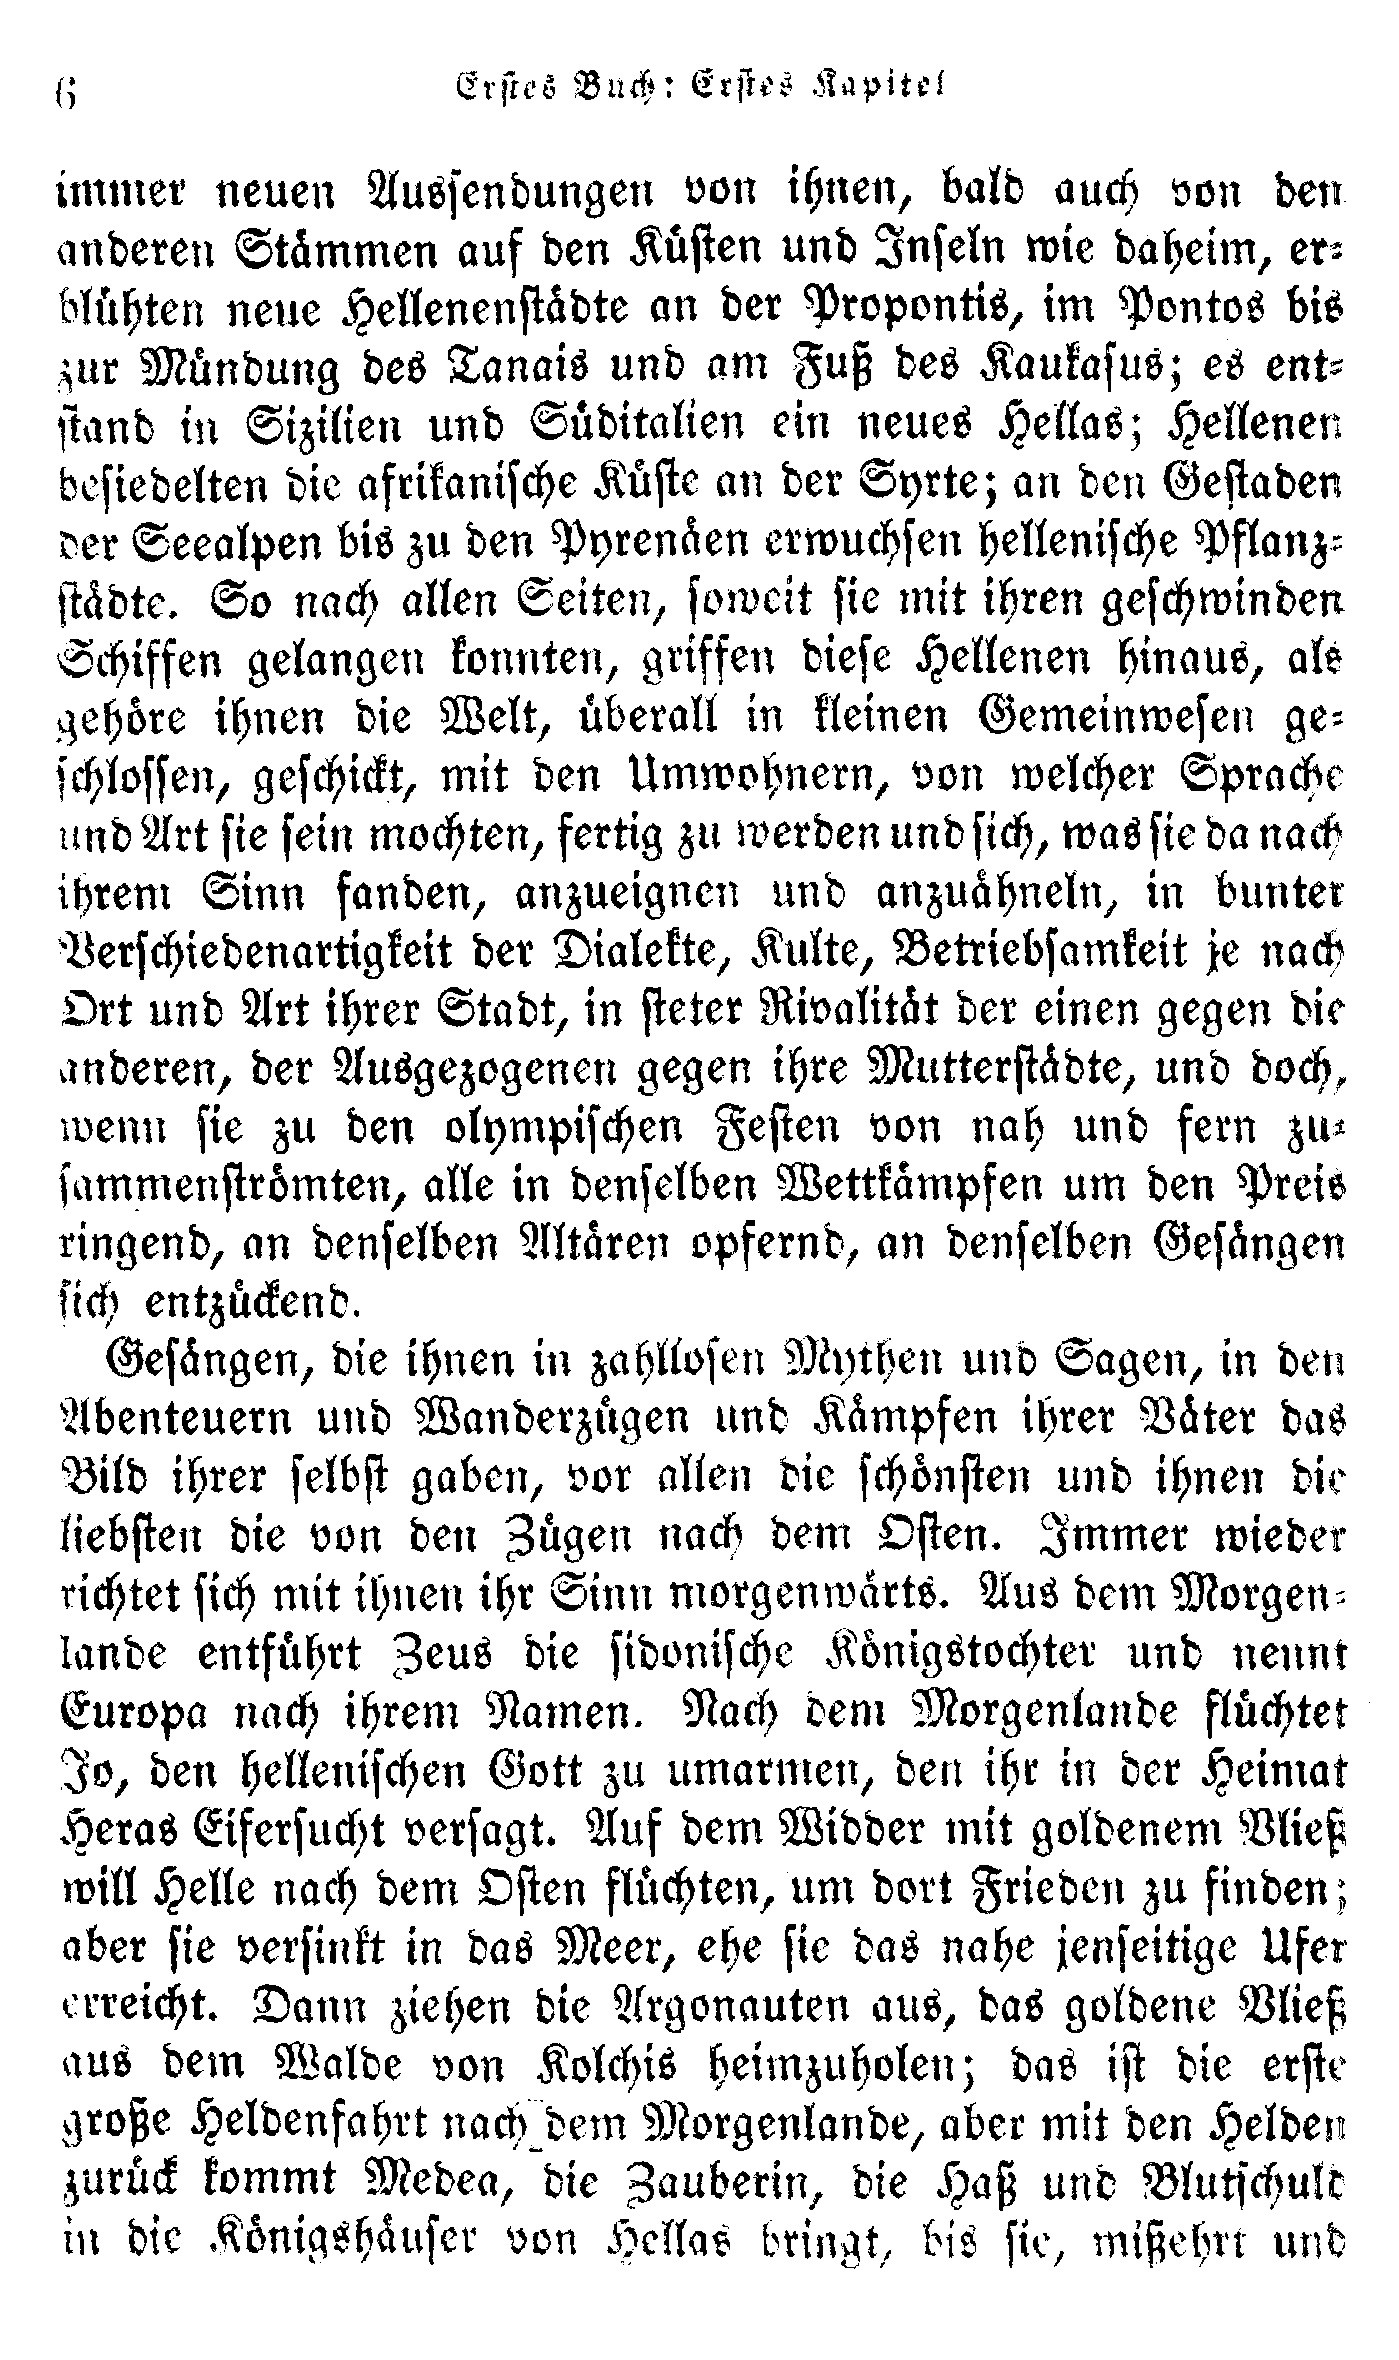 6
Erstes Buch: Erstes Kapitel
immer neuen Aussendungen von ihnen, bald auch von den
anderen Stämmen auf den Küsten und Inseln wie daheim, er-
blühten neue Hellenenstädte an der Propontis, im Pontos bis
zur Mündung des Tanais und am Fuß des Kaukasus; es ent-
stand in Sizilien und Süditalien ein neues Hellas; Hellenen
besiedelten die afrikanische Küste an der Syrte; an den Gestaden
der Seealpen bis zu den Pyrenäen erwuchsen hellenische Pflanz-
städte. So nach allen Seiten, soweit sie mit ihren geschwinden
Schiffen gelangen konnten, griffen diese Hellenen hinaus, als
gehöre ihnen die Welt, überall in kleinen Gemeinwesen ge-
schlossen, geschickt, mit den Umwohnern, von welcher Sprache
und Art sie sein mochten, fertig zu werden und sich, was sie da nach
ihrem Sinn fanden, anzueignen und anzuähneln, in bunter
Verschiedenartigkeit der Dialekte, Kulte, Betriebsamkeit je nach
Ort und Art ihrer Stadt, in steter Rivalität der einen gegen die
anderen, der Ausgezogenen gegen ihre Mutterstädte, und doch,
wenn sie zu den olympischen Festen von nah und fern zu-
sammenströmten, alle in denselben Wettkämpfen um den Preis
ringend, an denselben Altären opfernd, an denselben Gesängen
sich entzückend.
Gesängen, die ihnen in zahllosen Mythen und Sagen, in den
Abenteuern und Wanderzügen und Kämpfen ihrer Väter das
Bild ihrer selbst gaben, vor allen die schönsten und ihnen die
liebsten die von den Zügen nach dem Osten. Immer wieder
richtet sich mit ihnen ihr Sinn morgenwärts. Aus dem Morgen-
lande entführt Zeus die sidonische Königstochter und nennt
Europa nach ihrem Namen. Nach dem Morgenlande flüchtet
Jo, den hellenischen Gott zu umarmen, den ihr in der Heimat
Heras Eifersucht versagt. Auf dem Widder mit goldenem Vließ
will Helle nach dem Osten flüchten, um dort Frieden zu finden;
aber sie versinkt in das Meer, ehe sie das nahe jenseitige Ufer
erreicht. Dann ziehen die Argonauten aus, das goldene Vließ
aus dem Walde von Kolchis heimzuholen; das ist die erste
große Heldenfahrt nach dem Morgenlande, aber mit den Helden
zurück kommt Medea, die Zauberin, die Haß und Blutschuld
in die Königshäuser von Hellas bringt, bis sie, mißehrt und